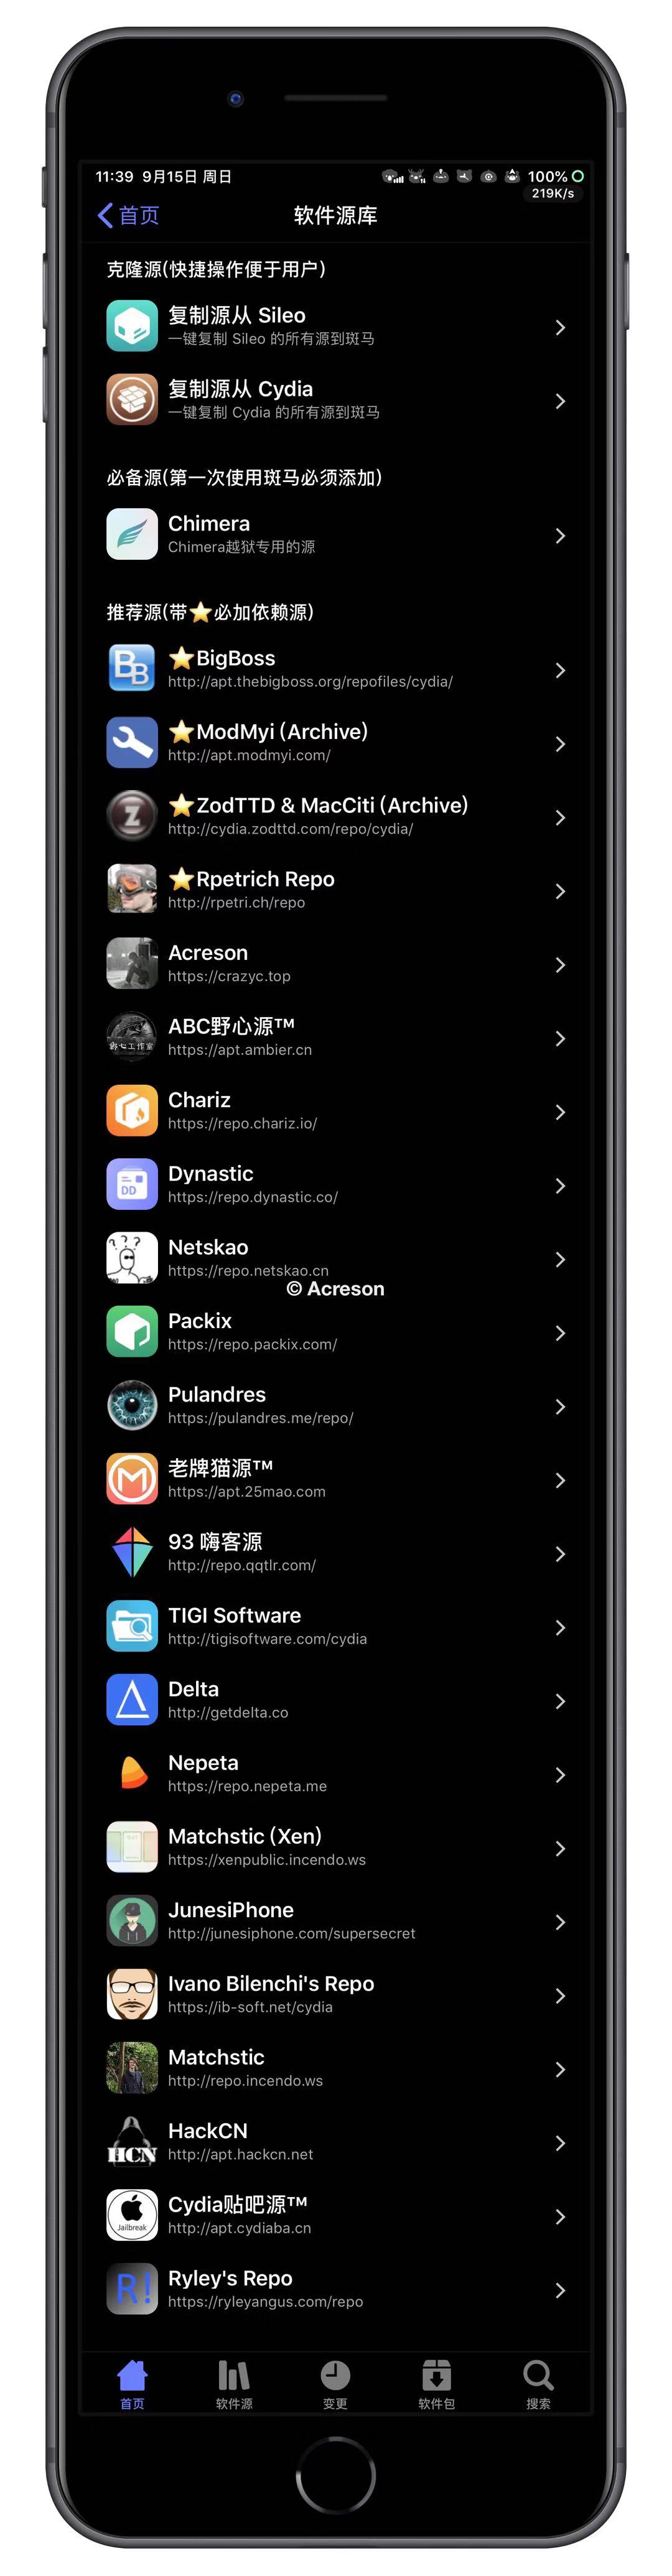 11:39 9月15日 周日
100%
219K/s
首页
软件源库
克隆源(快捷操作便于用户)
复制源从 Sileo
一键复制 Sileo 的所有源到斑马
复制源从 Cydia
一键复制 Cydia 的所有源到斑马
必备源(第一次使用斑马必须添加)
Chimera
Chimera越狱专用的源
推荐源(带⭐必加依赖源)
BB
⭐BigBoss
http://apt.thebigboss.org/repofiles/cydia/
⭐ModMyi (Archive)
http://apt.modmyi.com/
Z
⭐ZodTTD & MacCiti (Archive)
http://cydia.zodttd.com/repo/cydia/
⭐Rpetrich Repo
http://rpetri.ch/repo
Acreson
https://crazyc.top
野心工作室
ABC野心源™
https://apt.ambier.cn
Chariz
https://repo.chariz.io/
DD
Dynastic
https://repo.dynastic.co/
? ? ?
Netskao
https://repo.netskao.cn
© Acreson
Packix
https://repo.packix.com/
Pulandres
https://pulandres.me/repo/
M
老牌猫源™
https://apt.25mao.com
93 嗨客源
http://repo.qqtlr.com/
TIGI Software
http://tigisoftware.com/cydia
Delta
http://getdelta.co
Nepeta
https://repo.nepeta.me
Matchstic (Xen)
https://xenpublic.incendo.ws
JunesiPhone
http://junesiphone.com/supersecret
Ivano Bilenchi's Repo
https://ib-soft.net/cydia
Matchstic
http://repo.incendo.ws
HCN
HackCN
http://apt.hackcn.net
Jailbreak
Cydia贴吧源™
http://apt.cydiaba.cn
R!
Ryley's Repo
https://ryleyangus.com/repo
首页
软件源
变更
软件包
搜索